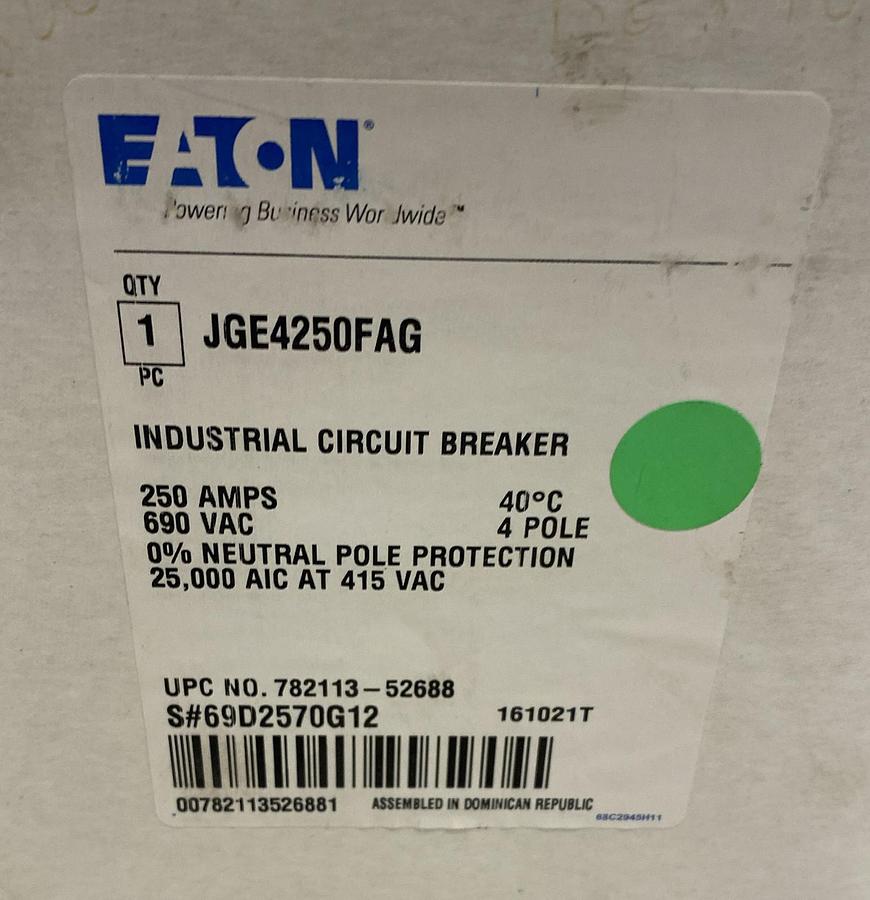 EATON®
Powering Business Worldwide™
QTY
1 JGE4250FAG
PC
INDUSTRIAL CIRCUIT BREAKER
250 AMPS 40°C
690 VAC 4 POLE
0% NEUTRAL POLE PROTECTION
25,000 AIC AT 415 VAC
UPC NO. 782113-52688
S#69D2570G12 161021T
00782113526881 ASSEMBLED IN DOMINICAN REPUBLIC
68C2945H11